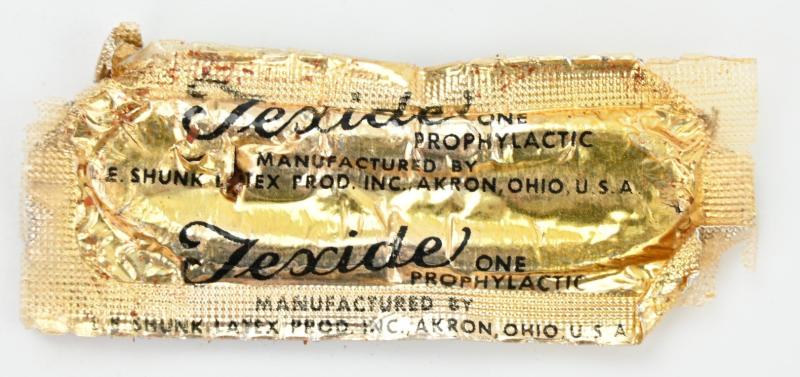 Texide ONE
PROPHYLACTIC
MANUFACTURED BY
L.E. SHUNK LATEX PROD. INC., AKRON, OHIO, U.S.A.
Texide ONE
PROPHYLACTIC
MANUFACTURED BY
L.E. SHUNK LATEX PROD. INC., AKRON, OHIO, U S A